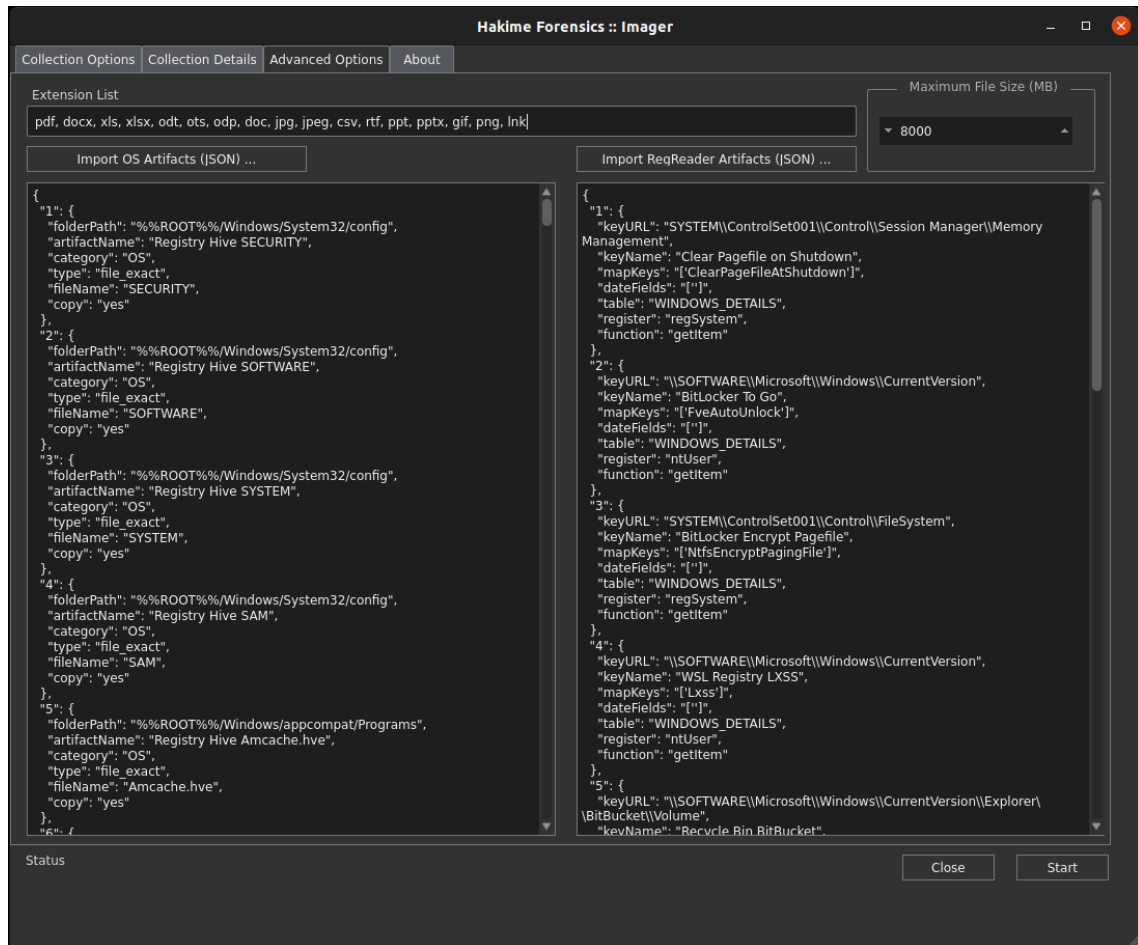 Hakime Forensics :: Imager
Collection Options Collection Details Advanced Options About
Extension List
Maximum File Size (MB)
pdf, docx, xls, xlsx, odt, ots, odp, doc, jpg, jpeg, csv, rtf, ppt, pptx, gif, png, lnk
8000
Import OS Artifacts (JSON) ...
Import RegReader Artifacts (JSON) ...
{
"1": {
"folderPath": "%%ROOT%%/Windows/System32/config",
"artifactName": "Registry Hive SECURITY",
"category": "OS",
"type": "file_exact",
"fileName": "SECURITY",
"copy": "yes"
},
"2": {
"folderPath": "%%ROOT%%/Windows/System32/config",
"artifactName": "Registry Hive SOFTWARE",
"category": "OS",
"type": "file_exact",
"fileName": "SOFTWARE",
"copy": "yes"
},
"3": {
"folderPath": "%%ROOT%%/Windows/System32/config",
"artifactName": "Registry Hive SYSTEM",
"category": "OS",
"type": "file_exact",
"fileName": "SYSTEM",
"copy": "yes"
},
"4": {
"folderPath": "%%ROOT%%/Windows/System32/config",
"artifactName": "Registry Hive SAM",
"category": "OS",
"type": "file_exact",
"fileName": "SAM",
"copy": "yes"
},
"5": {
"folderPath": "%%ROOT%%/Windows/appcompat/Programs",
"artifactName": "Registry Hive Amcache.hve",
"category": "OS",
"type": "file_exact",
"fileName": "Amcache.hve",
"copy": "yes"
},
"6": {
{
"1": {
"keyURL": "SYSTEM\\ControlSet001\\Control\\Session Manager\\Memory
Management",
"keyName": "Clear Pagefile on Shutdown",
"mapKeys": "['ClearPageFileAtShutdown']",
"dateFields": "['']",
"table": "WINDOWS_DETAILS",
"register": "regSystem",
"function": "getItem"
},
"2": {
"keyURL": "\\SOFTWARE\\Microsoft\\Windows\\CurrentVersion",
"keyName": "BitLocker To Go",
"mapKeys": "['FveAutoUnlock']",
"dateFields": "['']",
"table": "WINDOWS_DETAILS",
"register": "ntUser",
"function": "getItem"
},
"3": {
"keyURL": "SYSTEM\\ControlSet001\\Control\\FileSystem",
"keyName": "BitLocker Encrypt Pagefile",
"mapKeys": "['NtfsEncryptPagingFile']",
"dateFields": "['']",
"table": "WINDOWS_DETAILS",
"register": "regSystem",
"function": "getItem"
},
"4": {
"keyURL": "\\SOFTWARE\\Microsoft\\Windows\\CurrentVersion",
"keyName": "WSL Registry LXSS",
"mapKeys": "['Lxss']",
"dateFields": "['']",
"table": "WINDOWS_DETAILS",
"register": "ntUser",
"function": "getItem"
},
"5": {
"keyURL": "\\SOFTWARE\\Microsoft\\Windows\\CurrentVersion\\Explorer\
\BitBucket\\Volume",
"keyName": "Recycle Bin BitBucket",
Status
Close
Start